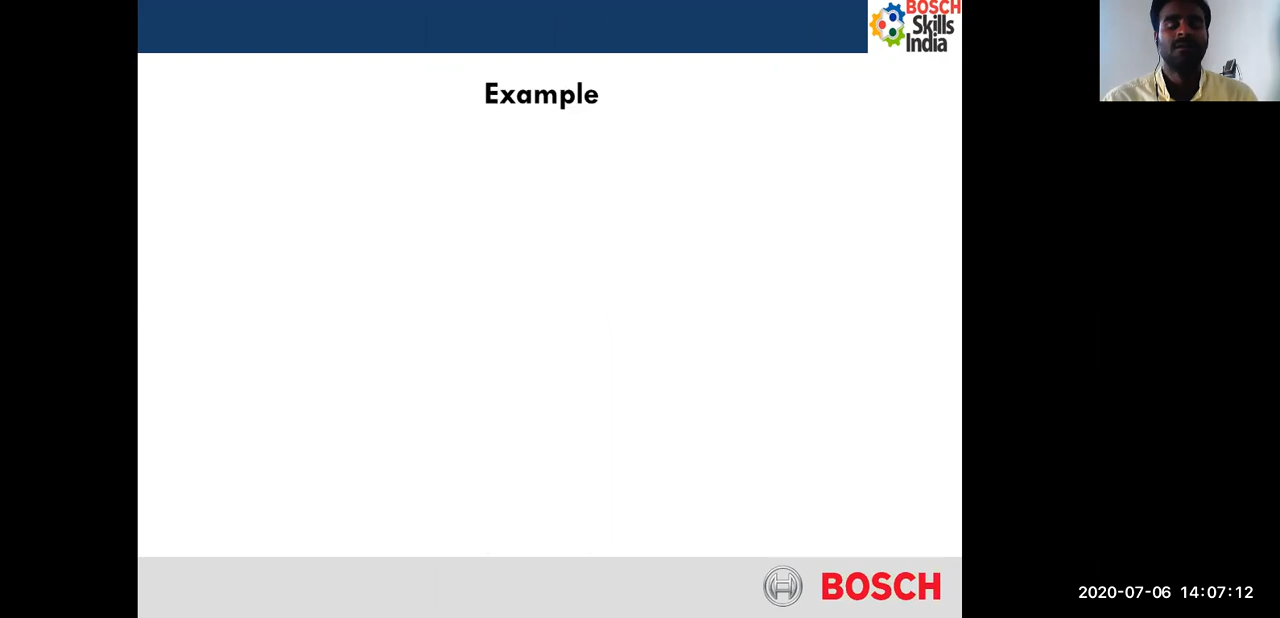 BOSCH
Skills
India
Example
BOSCH
2020-07-06 14:07:12